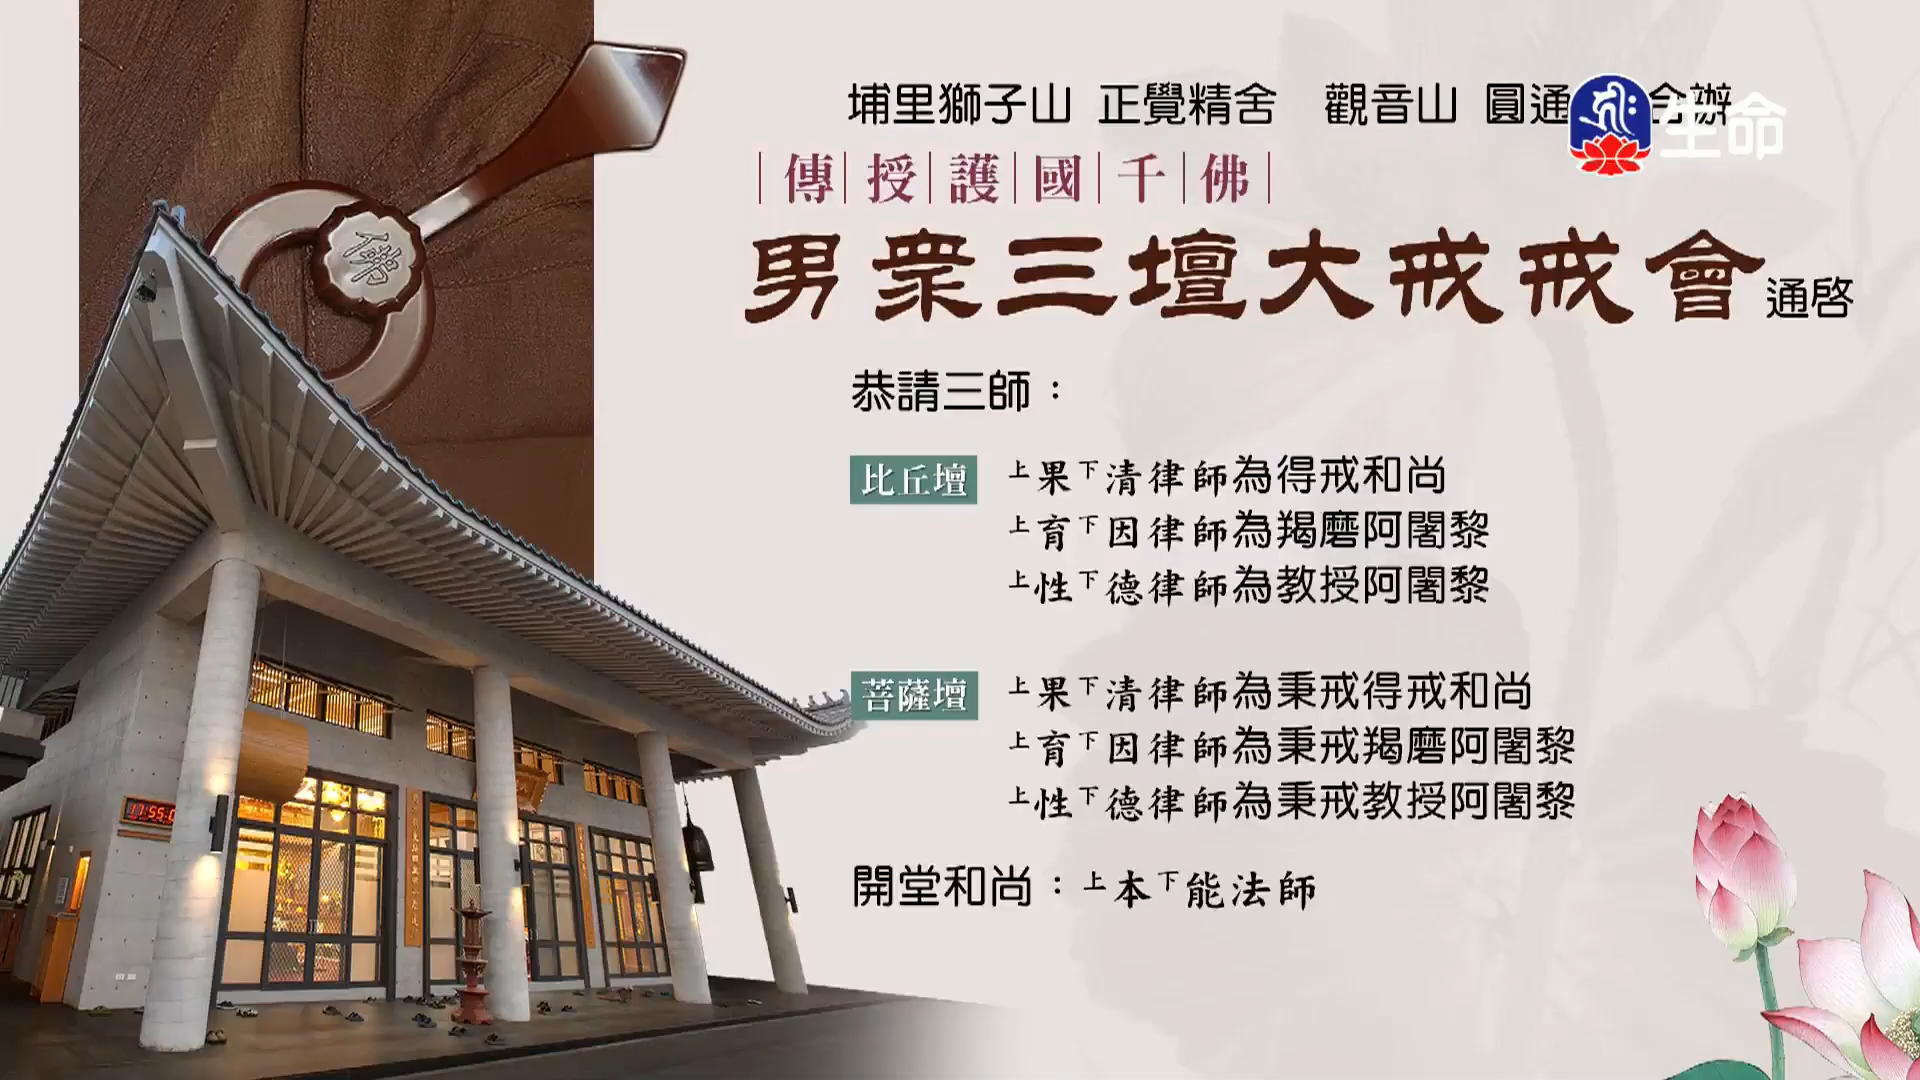 埔里獅子山 正覺精舍 觀音山 圓通 合辦
生命
傳授護國千佛
男眾三壇大戒戒會通啓
佛
恭請三師：
比丘壇 上果下清律師為得戒和尚
上育下因律師為羯磨阿闍黎
上性下德律師為教授阿闍黎
菩薩壇 上果下清律師為秉戒得戒和尚
上育下因律師為秉戒羯磨阿闍黎
上性下德律師為秉戒教授阿闍黎
開堂和尚：上本下能法師